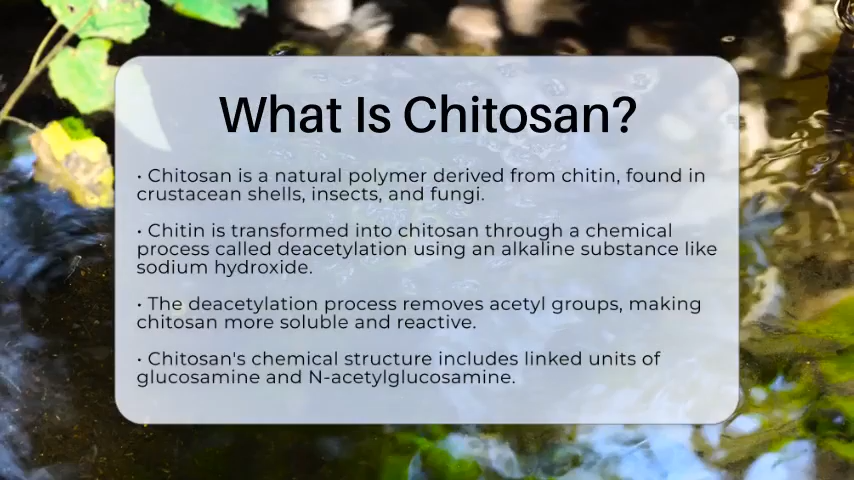 What Is Chitosan?
• Chitosan is a natural polymer derived from chitin, found in
crustacean shells, insects, and fungi.
• Chitin is transformed into chitosan through a chemical
process called deacetylation using an alkaline substance like
sodium hydroxide.
• The deacetylation process removes acetyl groups, making
chitosan more soluble and reactive.
• Chitosan's chemical structure includes linked units of
glucosamine and N-acetylglucosamine.